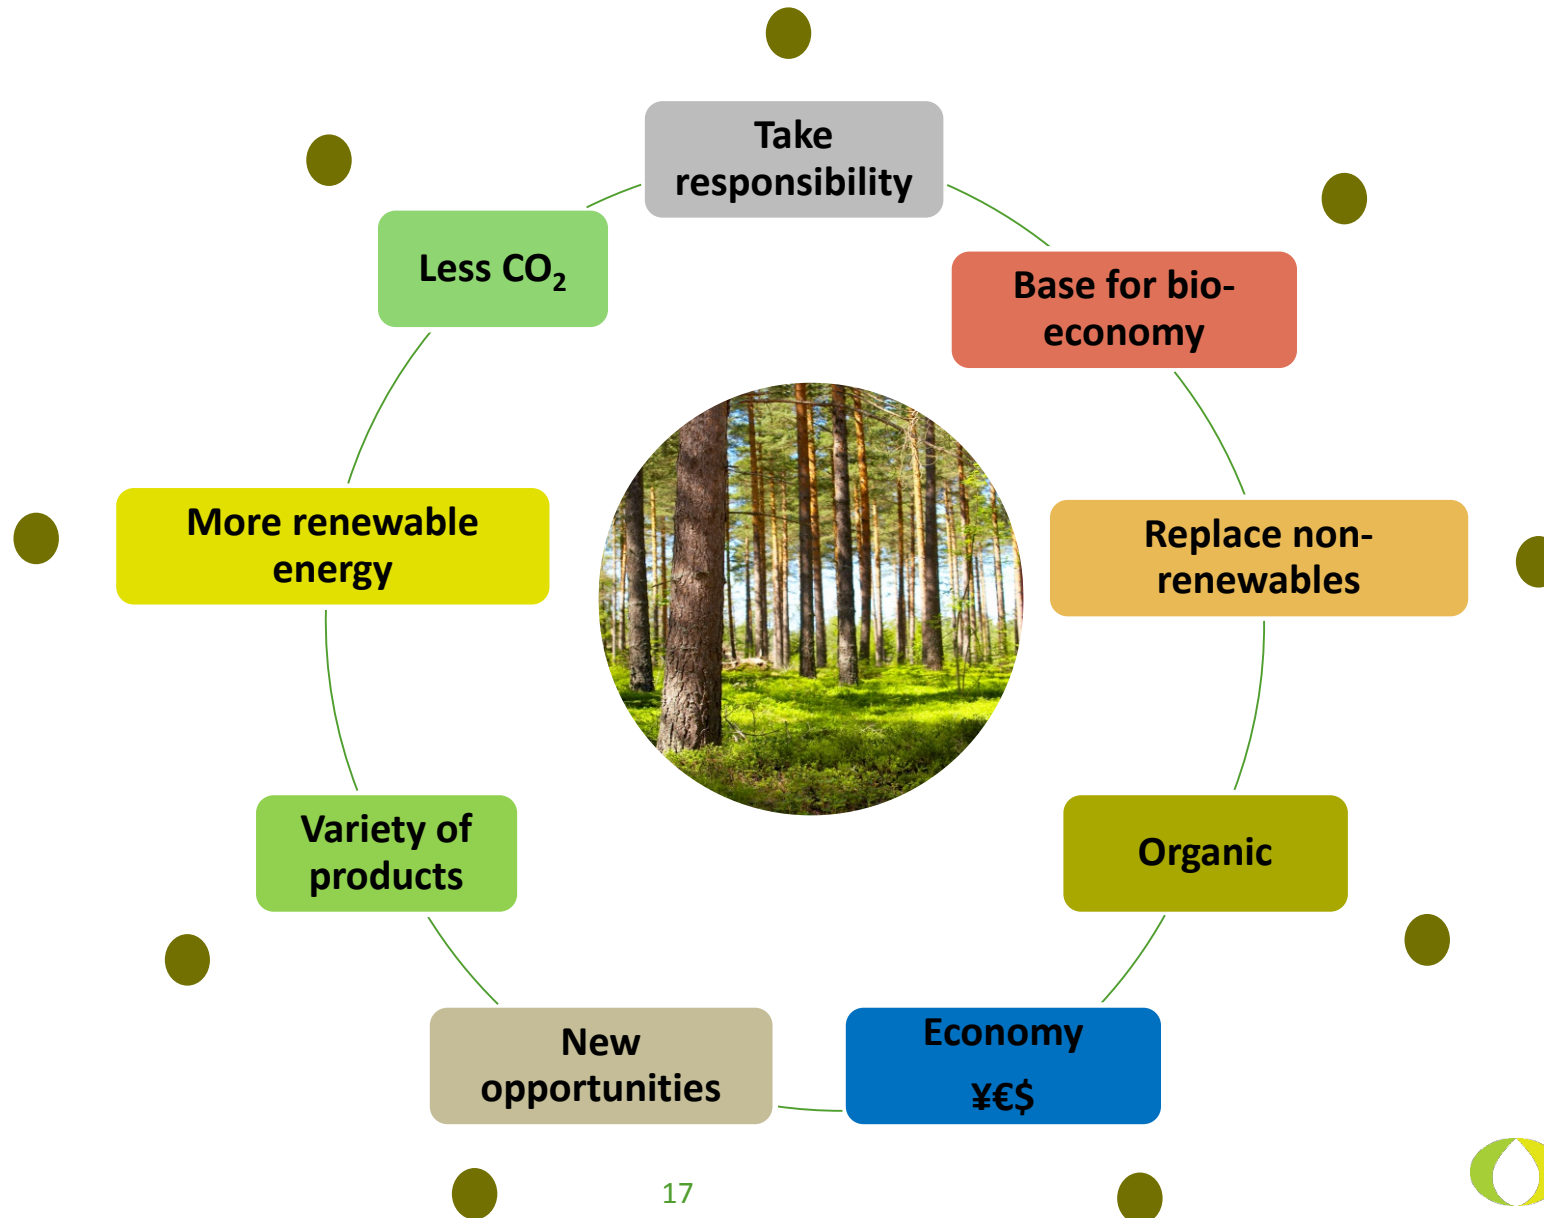 Take
responsibility
Less CO₂
Base for bio-
economy
More renewable
energy
Replace non-
renewables
Variety of
products
Organic
New
opportunities
Economy
¥€$
17